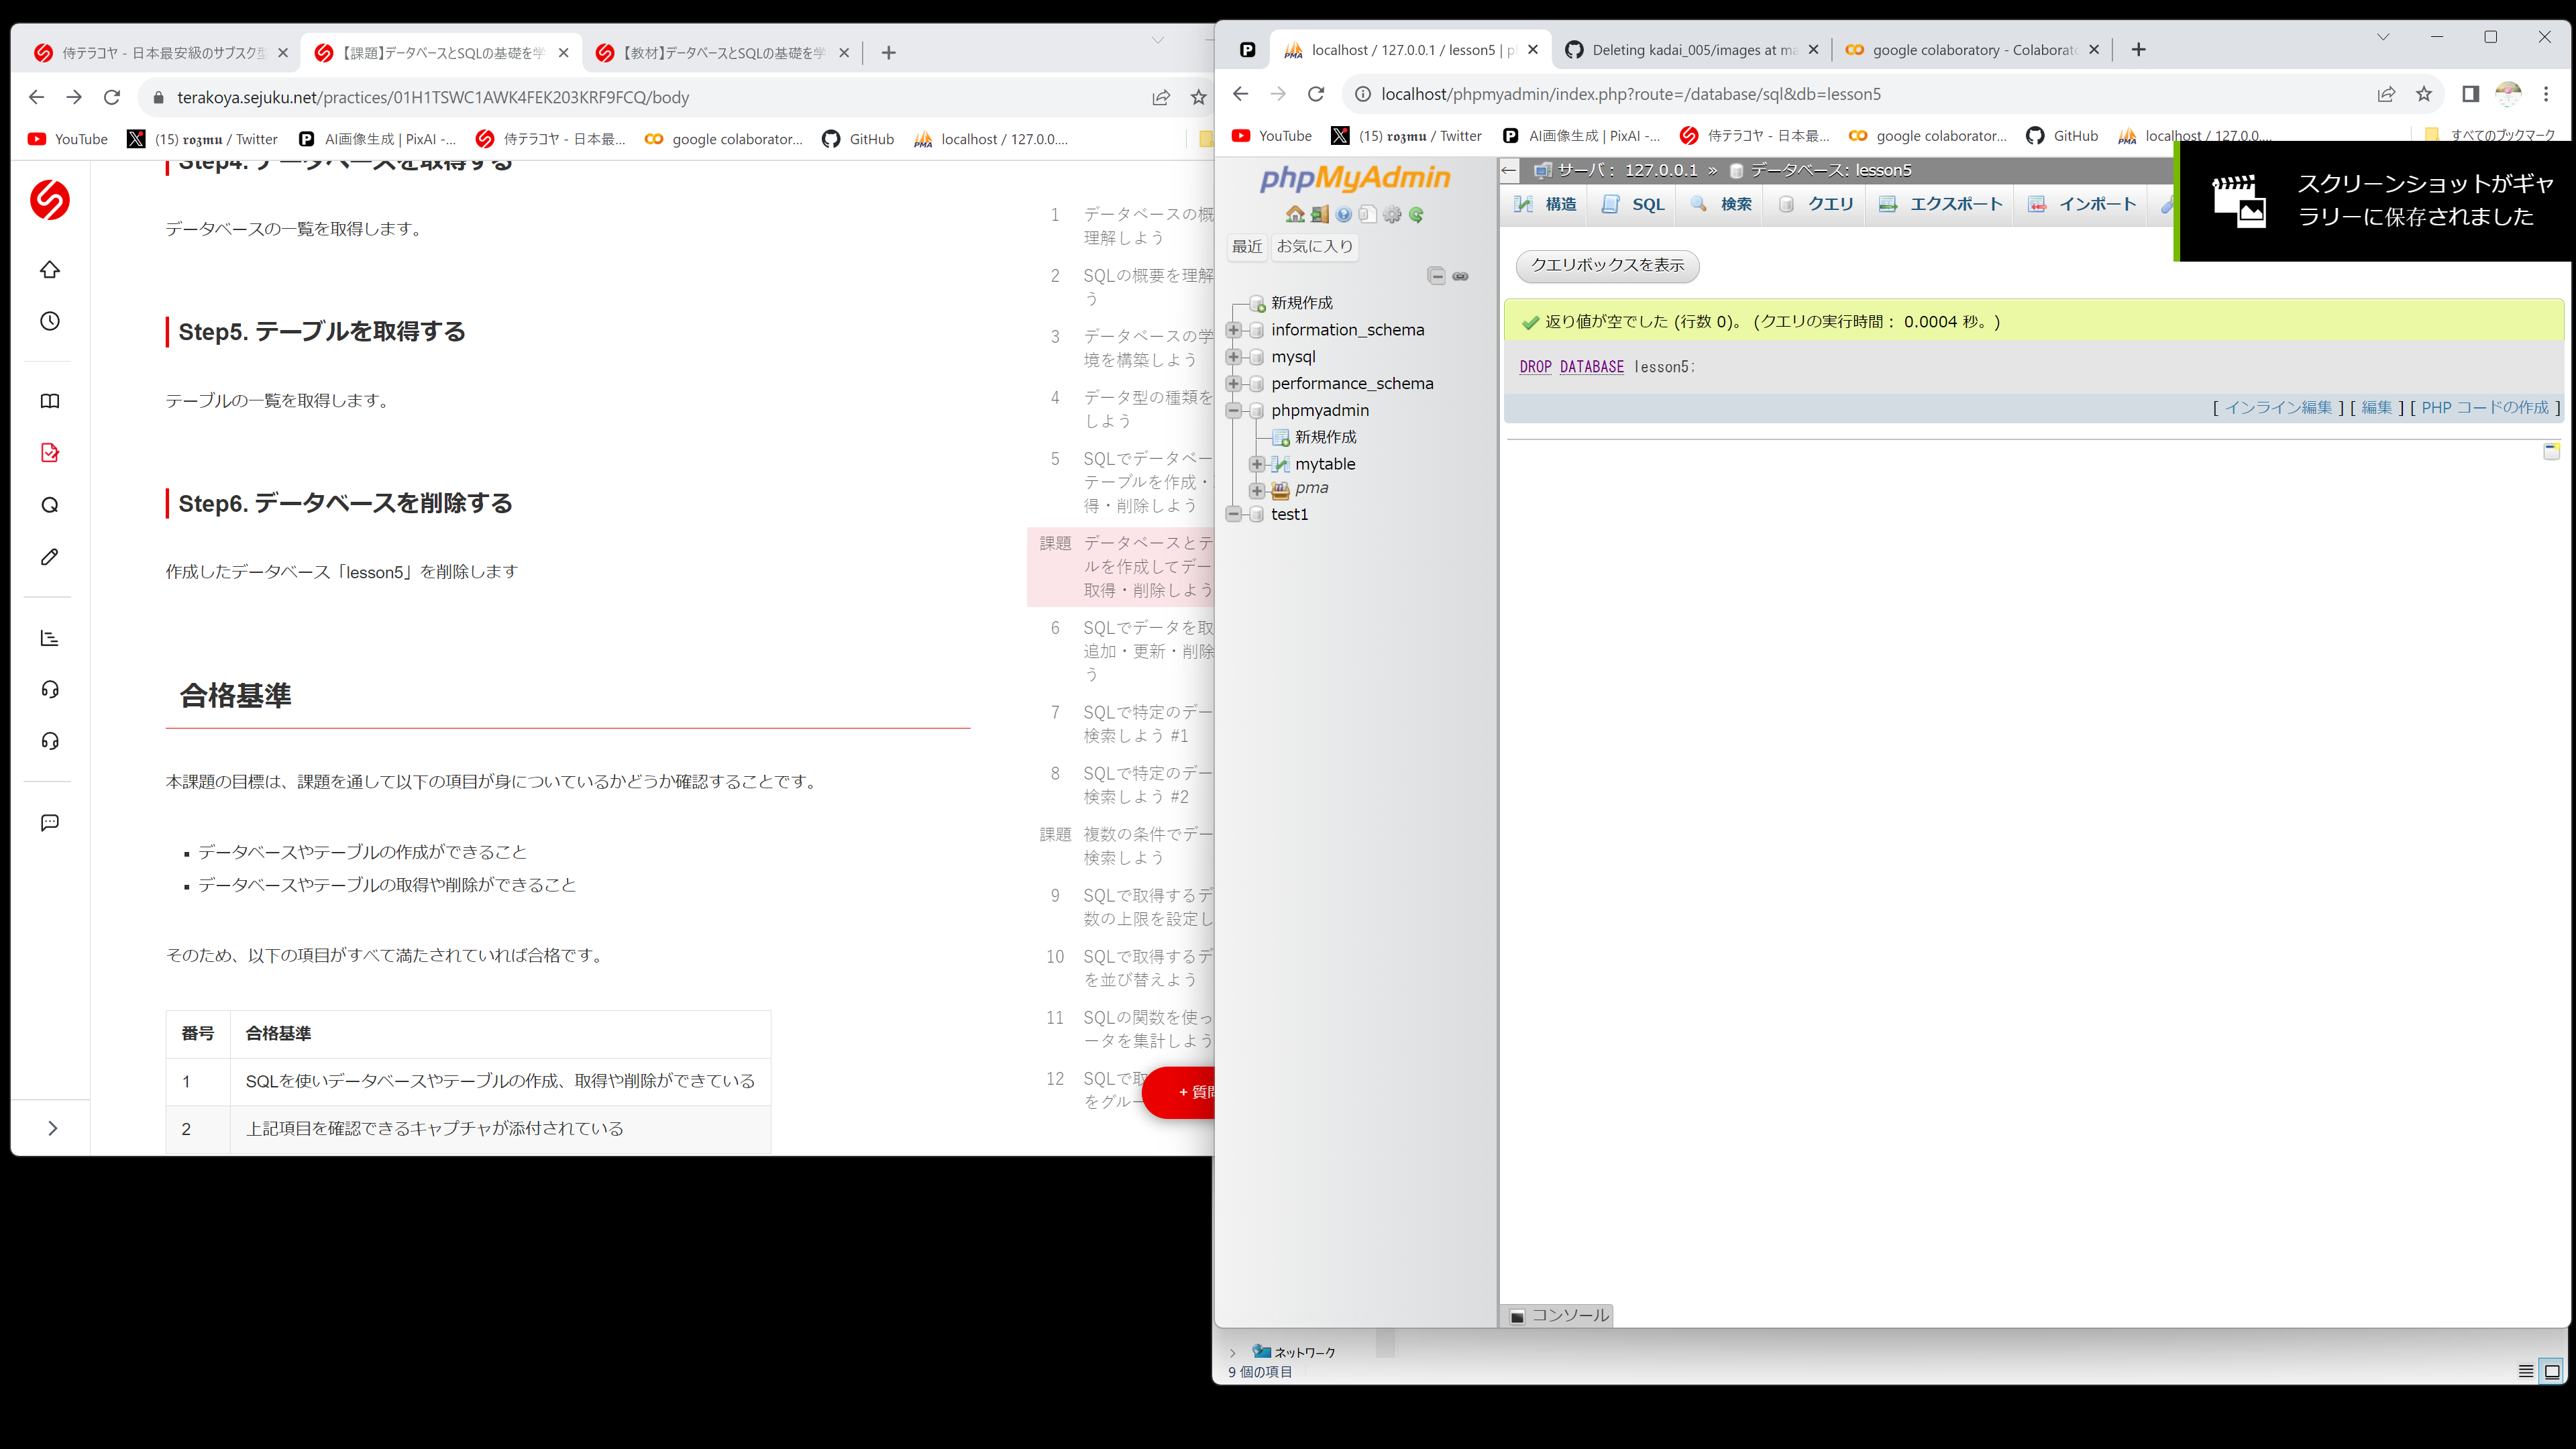 侍テラコヤ - 日本最安級のサブスク型
【課題】データベースとSQLの基礎を学
【教材】データベースとSQLの基礎を学
terakoya.sejuku.net/practices/01H1TSWC1AWK4FEK203KRF9FCQ/body
YouTube
(15) 𝖗𝖔𝖟𝖒𝖚 / Twitter
AI画像生成 | PixAI -...
侍テラコヤ - 日本最...
google colaborator...
GitHub
localhost / 127.0.0....
Step4. データベースを取得する
データベースの一覧を取得します。
Step5. テーブルを取得する
テーブルの一覧を取得します。
Step6. データベースを削除する
作成したデータベース「lesson5」を削除します
合格基準
本課題の目標は、課題を通して以下の項目が身についているかどうか確認することです。
▪ データベースやテーブルの作成ができること
▪ データベースやテーブルの取得や削除ができること
そのため、以下の項目がすべて満たされていれば合格です。
番号 合格基準
1 SQLを使いデータベースやテーブルの作成、取得や削除ができている
2 上記項目を確認できるキャプチャが添付されている
1 データベースの概
理解しよう
2 SQLの概要を理解
う
3 データベースの学
境を構築しよう
4 データ型の種類を
しよう
5 SQLでデータベー
テーブルを作成・
得・削除しよう
課題 データベースとテ
ルを作成してデー
取得・削除しよう
6 SQLでデータを取
追加・更新・削除
う
7 SQLで特定のデー
検索しよう #1
8 SQLで特定のデー
検索しよう #2
課題 複数の条件でデー
検索しよう
9 SQLで取得するデ
数の上限を設定し
10 SQLで取得するデ
を並び替えよう
11 SQLの関数を使っ
ータを集計しよう
12 SQLで取
をグルー
+ 質問
localhost / 127.0.0.1 / lesson5 | p
Deleting kadai_005/images at ma
google colaboratory - Colaborato
localhost/phpmyadmin/index.php?route=/database/sql&db=lesson5
YouTube
(15) 𝖗𝖔𝖟𝖒𝖚 / Twitter
AI画像生成 | PixAI -...
侍テラコヤ - 日本最...
google colaborator...
GitHub
localhost / 127.0.0....
すべてのブックマーク
スクリーンショットがギャ
ラリーに保存されました
phpMyAdmin
最近 お気に入り
新規作成
information_schema
mysql
performance_schema
phpmyadmin
新規作成
mytable
pma
test1
サーバ: 127.0.0.1 » データベース: lesson5
構造 SQL 検索 クエリ エクスポート インポート
クエリボックスを表示
返り値が空でした (行数 0)。 (クエリの実行時間: 0.0004 秒。)
DROP DATABASE lesson5;
[ インライン編集 ] [ 編集 ] [ PHP コードの作成 ]
コンソール
ネットワーク
9 個の項目